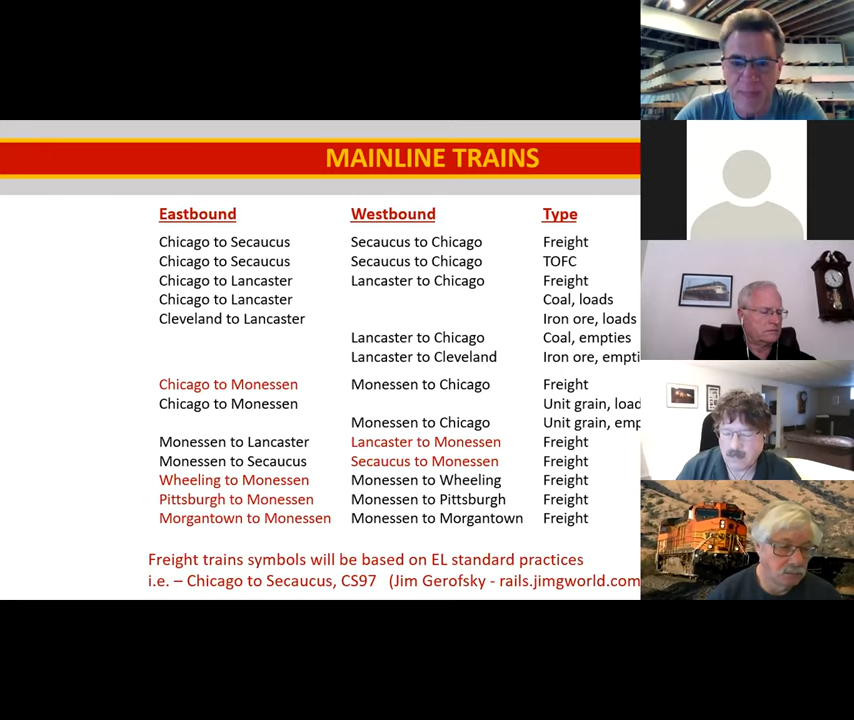 MAINLINE TRAINS
Eastbound Westbound Type
Chicago to Secaucus Secaucus to Chicago Freight
Chicago to Secaucus Secaucus to Chicago TOFC
Chicago to Lancaster Lancaster to Chicago Freight
Chicago to Lancaster Coal, loads
Cleveland to Lancaster Iron ore, loads
Lancaster to Chicago Coal, empties
Lancaster to Cleveland Iron ore, empti
Chicago to Monessen Monessen to Chicago Freight
Chicago to Monessen Unit grain, load
Monessen to Chicago Unit grain, emp
Monessen to Lancaster Lancaster to Monessen Freight
Monessen to Secaucus Secaucus to Monessen Freight
Wheeling to Monessen Monessen to Wheeling Freight
Pittsburgh to Monessen Monessen to Pittsburgh Freight
Morgantown to Monessen Monessen to Morgantown Freight
Freight trains symbols will be based on EL standard practices
i.e. – Chicago to Secaucus, CS97 (Jim Gerofsky - rails.jimgworld.com